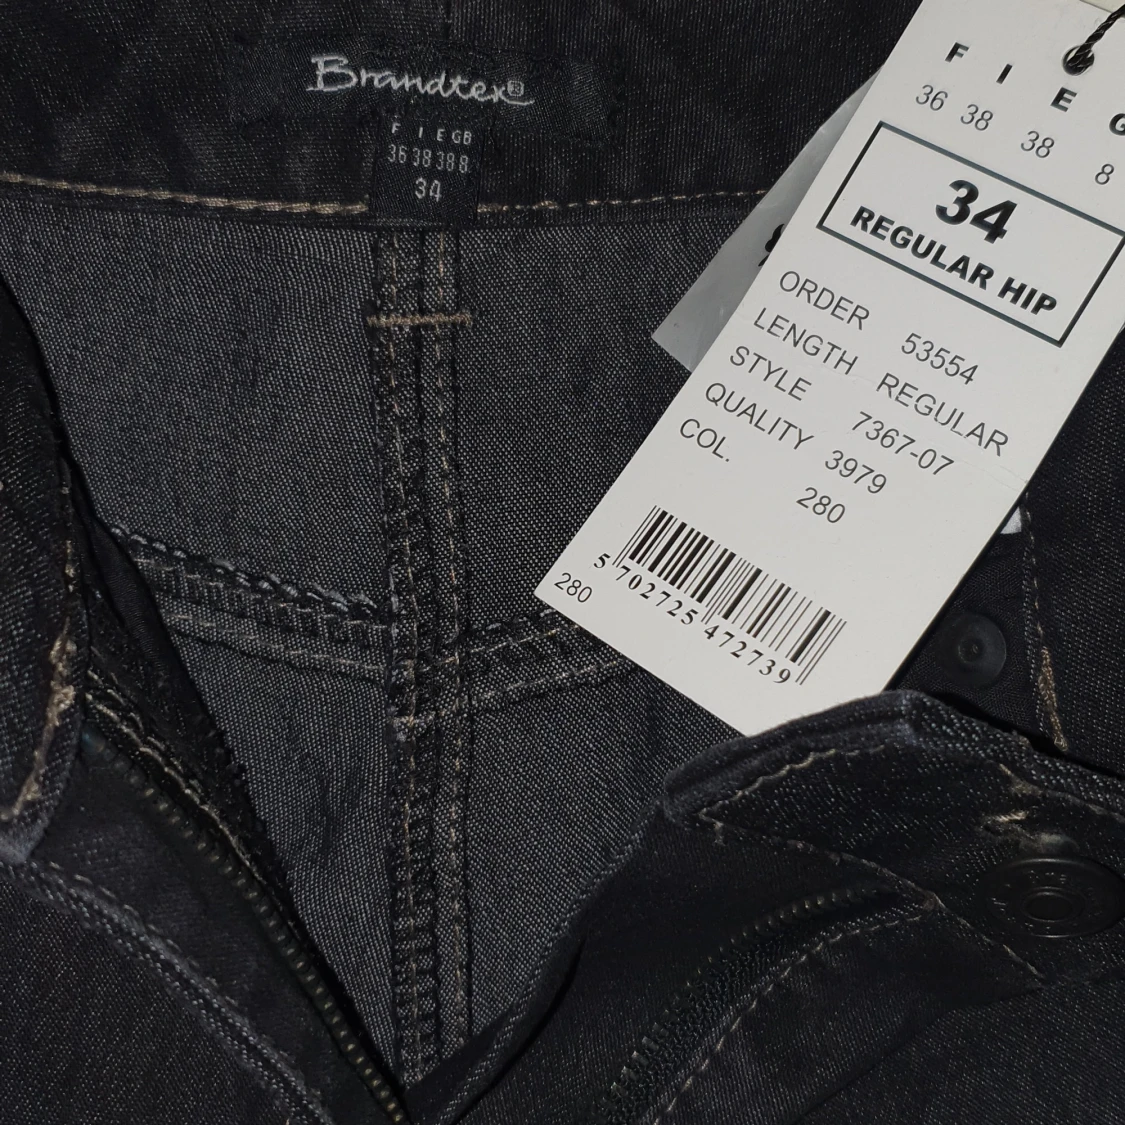 Brandtex®
F I E GB
36 38 38 8
34
F I E G
36 38 38 8
34
REGULAR HIP
ORDER 53554
LENGTH REGULAR
STYLE 7367-07
QUALITY 3979
COL. 280
5 702725 472739
280